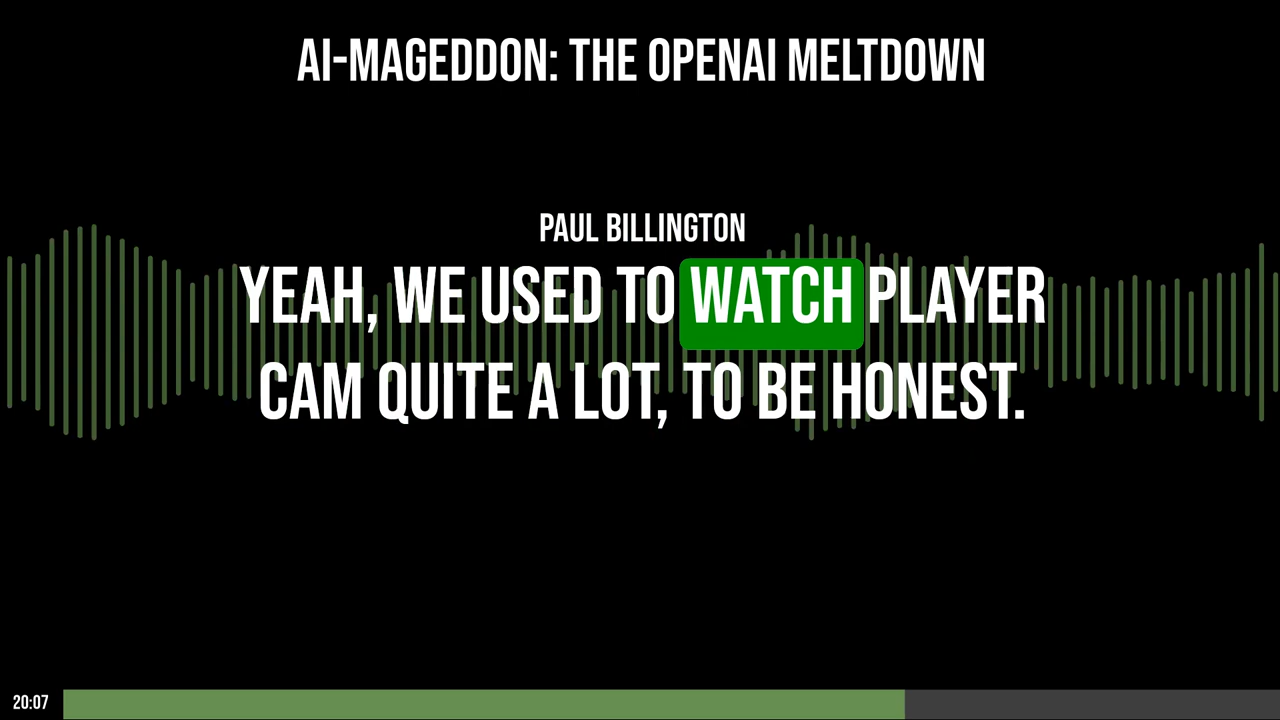 AI-MAGEDDON: THE OPENAI MELTDOWN
PAUL BILLINGTON
YEAH, WE USED TO WATCH PLAYER
CAM QUITE A LOT, TO BE HONEST.
20:07